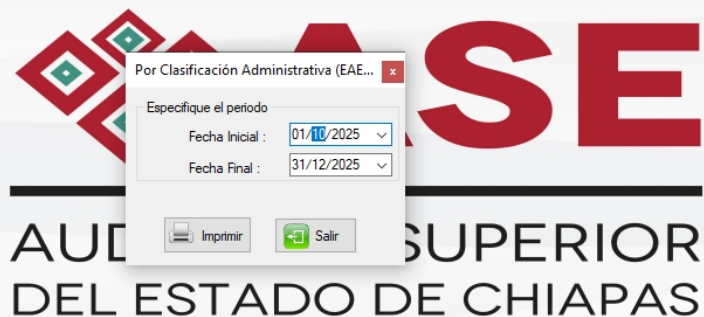 ASE
Por Clasificación Administrativa (EAE... x
Especifique el periodo
Fecha Inicial : 01/10/2025
Fecha Final : 31/12/2025
Imprimir Salir
SUPERIOR
DEL ESTADO DE CHIAPAS